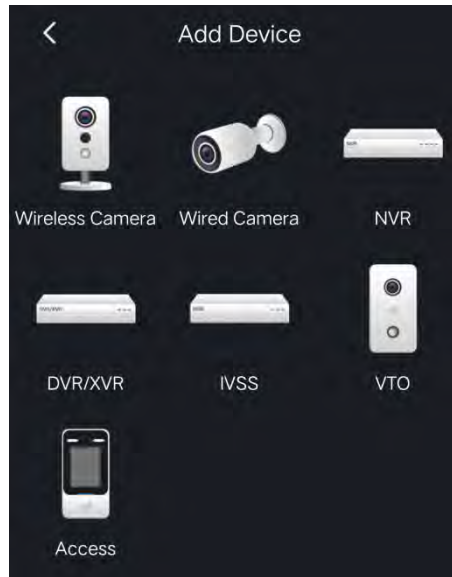 Add Device
Wireless Camera Wired Camera NVR
DVR/XVR IVSS VTO
Access